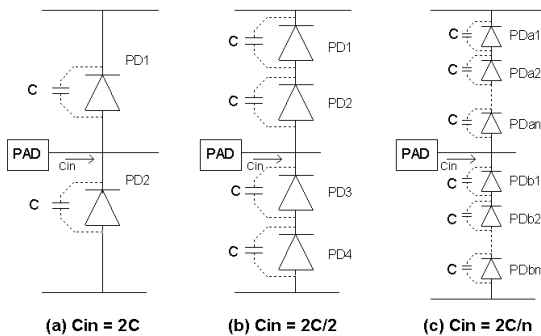 PD1
C
PAD
Cin
PD2
C
(a) Cin = 2C
C
PD1
C
PD2
PAD
Cin
C
PD3
C
PD4
(b) Cin = 2C/2
C
PDa1
C
PDa2
C
PDan
PAD
Cin
C
PDb1
C
PDb2
C
PDbn
(c) Cin = 2C/n